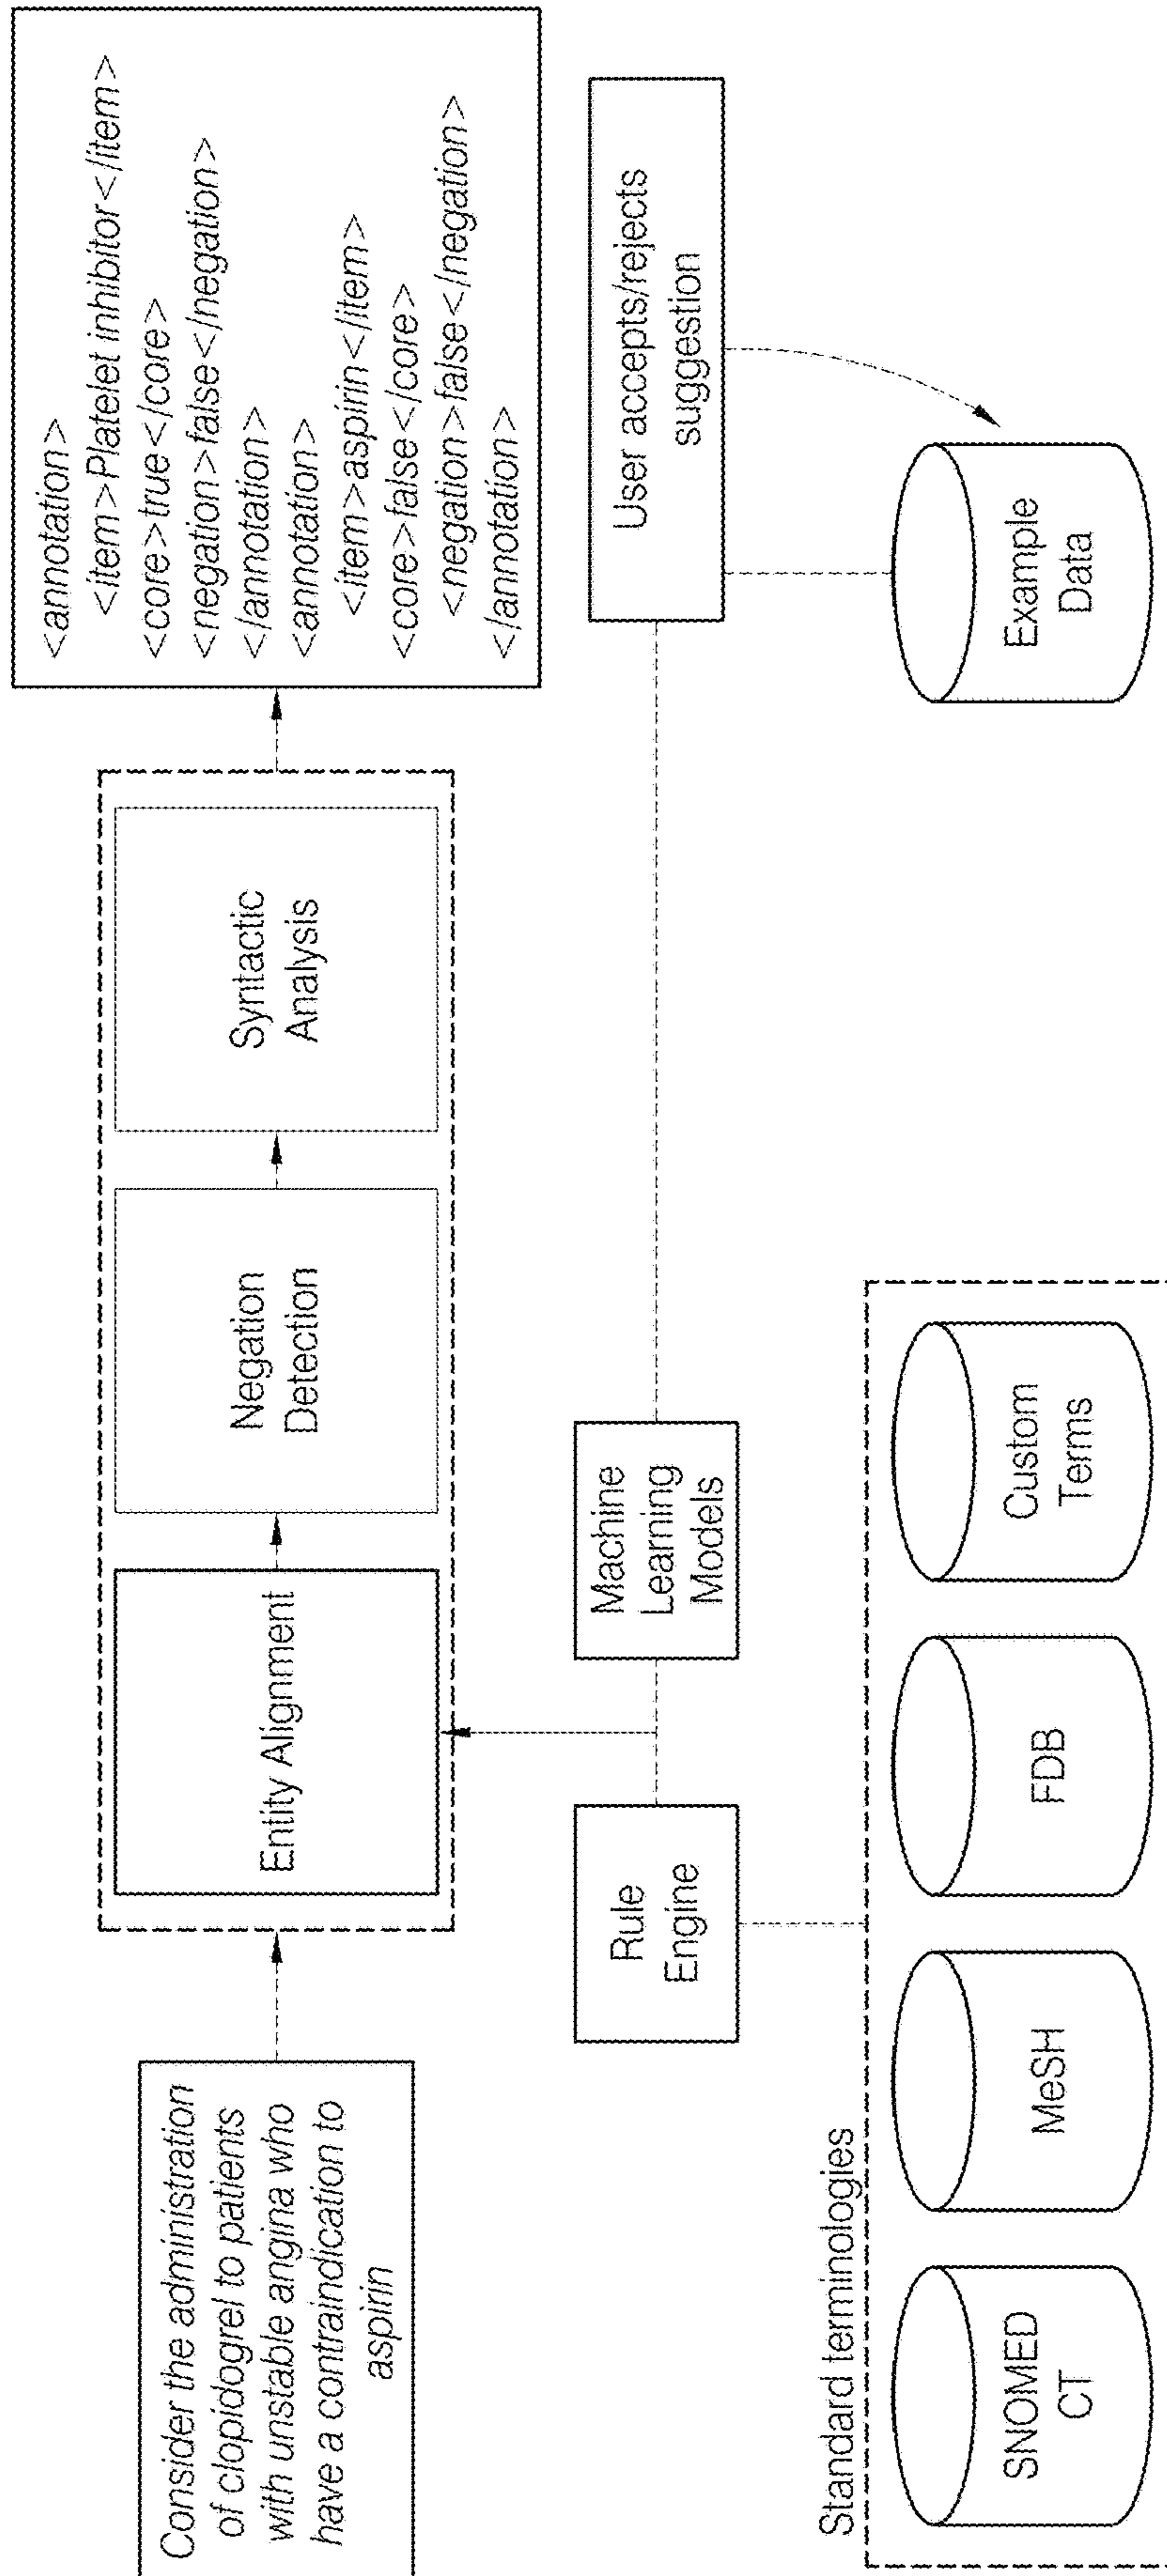 Consider the administration
of clopidogrel to patients
with unstable angina who
have a contraindication to
aspirin
Entity Alignment
Negation
Detection
Syntactic
Analysis
<annotation>
<item>Platelet inhibitor</item>
<core>true</core>
<negation>false</negation>
</annotation>
<annotation>
<item>aspirin</item>
<core>false</core>
<negation>false</negation>
</annotation>
Rule
Engine
Machine
Learning
Models
User accepts/rejects
suggestion
Standard terminologies
SNOMED
CT
MeSH
FDB
Custom
Terms
Example
Data